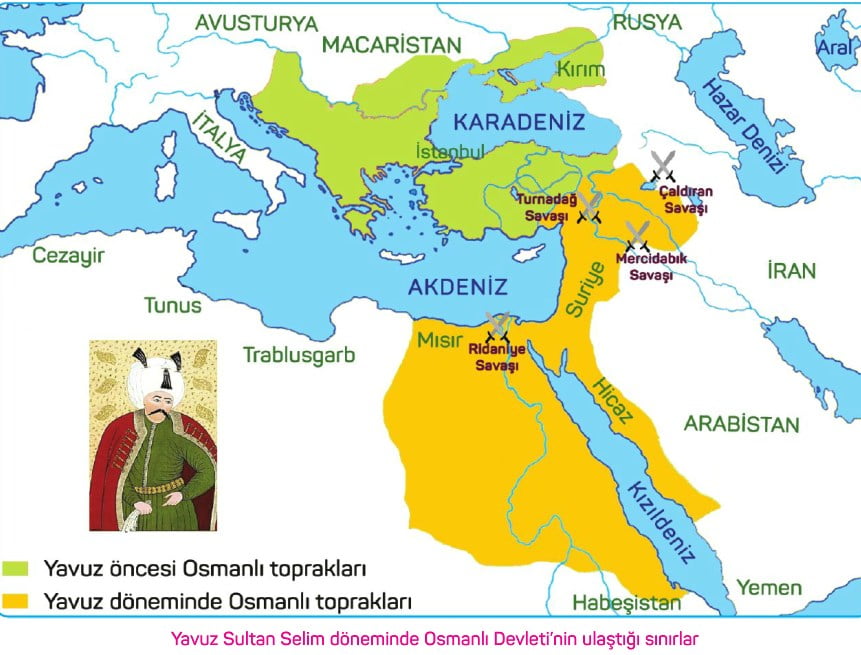 AVUSTURYA
RUSYA
MACARİSTAN
Aral
Kırım
Hazar Denizi
İTALYA
KARADENİZ
İstanbul
Turnadağ
Savaşı
Çaldıran
Savaşı
Cezayir
Mercidabık
Savaşı
İRAN
AKDENİZ
Suriye
Tunus
Mısır
Ridaniye
Savaşı
Trablusgarb
Hicaz
ARABİSTAN
Kızıldeniz
Yavuz öncesi Osmanlı toprakları
Yemen
Yavuz döneminde Osmanlı toprakları
Habeşistan
Yavuz Sultan Selim döneminde Osmanlı Devleti'nin ulaştığı sınırlar